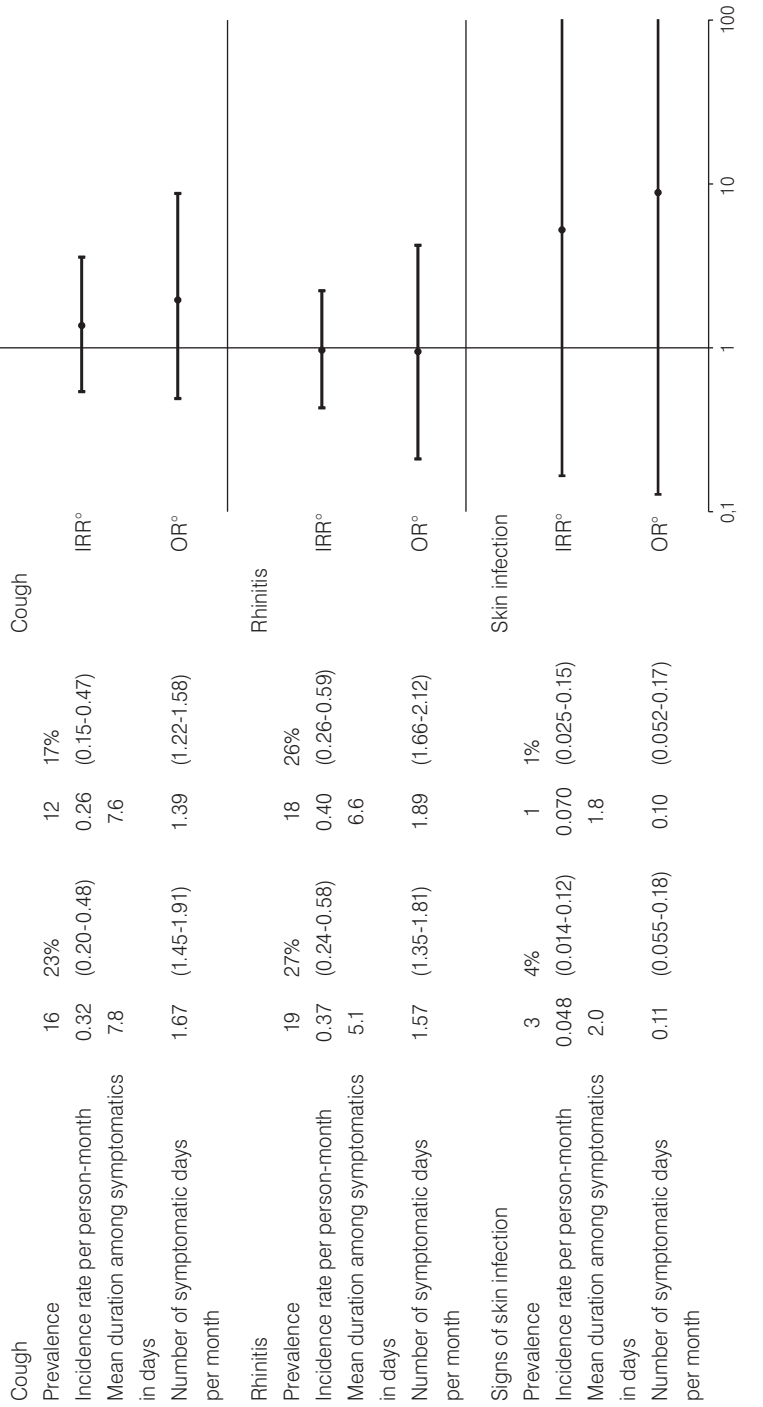 Cough
Prevalence 16 23% 12 17%
Incidence rate per person-month 0.32 (0.20-0.48) 0.26 (0.15-0.47)
Mean duration among symptomatics 7.8 7.6
in days
Number of symptomatic days 1.67 (1.45-1.91) 1.39 (1.22-1.58)
per month
Rhinitis
Prevalence 19 27% 18 26%
Incidence rate per person-month 0.37 (0.24-0.58) 0.40 (0.26-0.59)
Mean duration among symptomatics 5.1 6.6
in days
Number of symptomatic days 1.57 (1.35-1.81) 1.89 (1.66-2.12)
per month
Signs of skin infection
Prevalence 3 4% 1 1%
Incidence rate per person-month 0.048 (0.014-0.12) 0.070 (0.025-0.15)
Mean duration among symptomatics 2.0 1.8
in days
Number of symptomatic days 0.11 (0.055-0.18) 0.10 (0.052-0.17)
per month
Cough
IRR°
OR°
Rhinitis
IRR°
OR°
Skin infection
IRR°
OR°
0,1 1 10 100